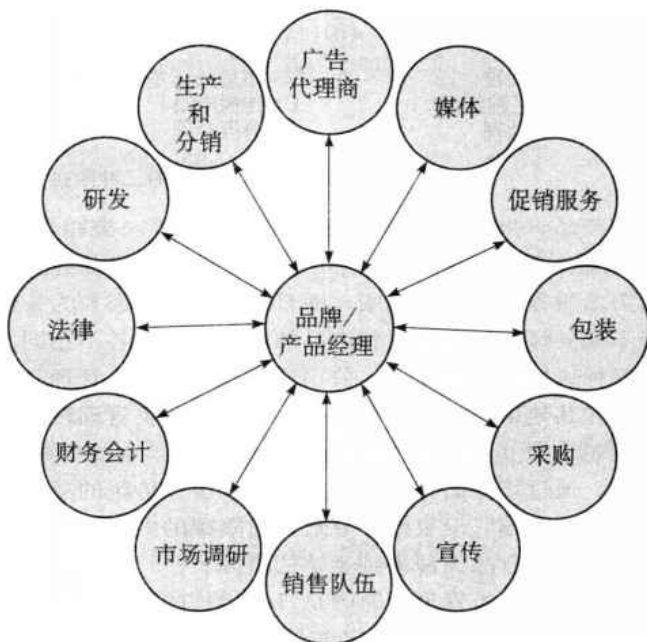 广告
代理商
媒体
促销服务
包装
采购
宣传
销售队伍
市场调研
财务会计
法律
研发
生产
和
分销
品牌/
产品经理